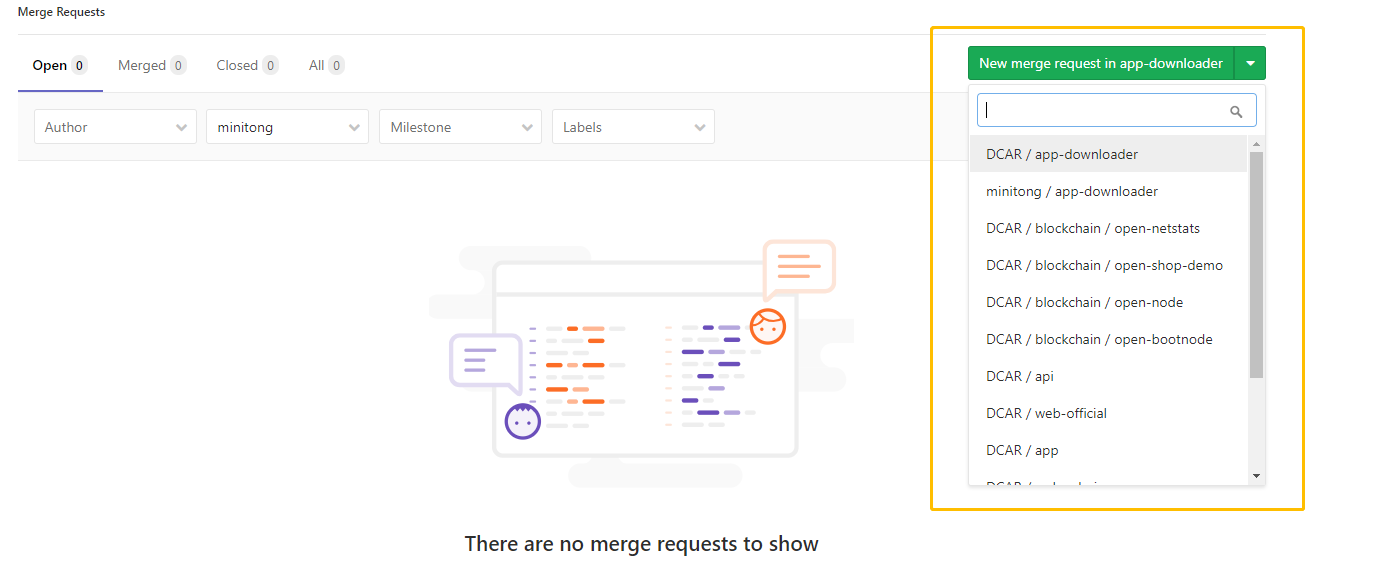 Merge Requests
Open 0 Merged 0 Closed 0 All 0
New merge request in app-downloader
Author minitong Milestone Labels
DCAR / app-downloader
minitong / app-downloader
DCAR / blockchain / open-netstats
DCAR / blockchain / open-shop-demo
DCAR / blockchain / open-node
DCAR / blockchain / open-bootnode
DCAR / api
DCAR / web-official
DCAR / app
DCAR /
There are no merge requests to show